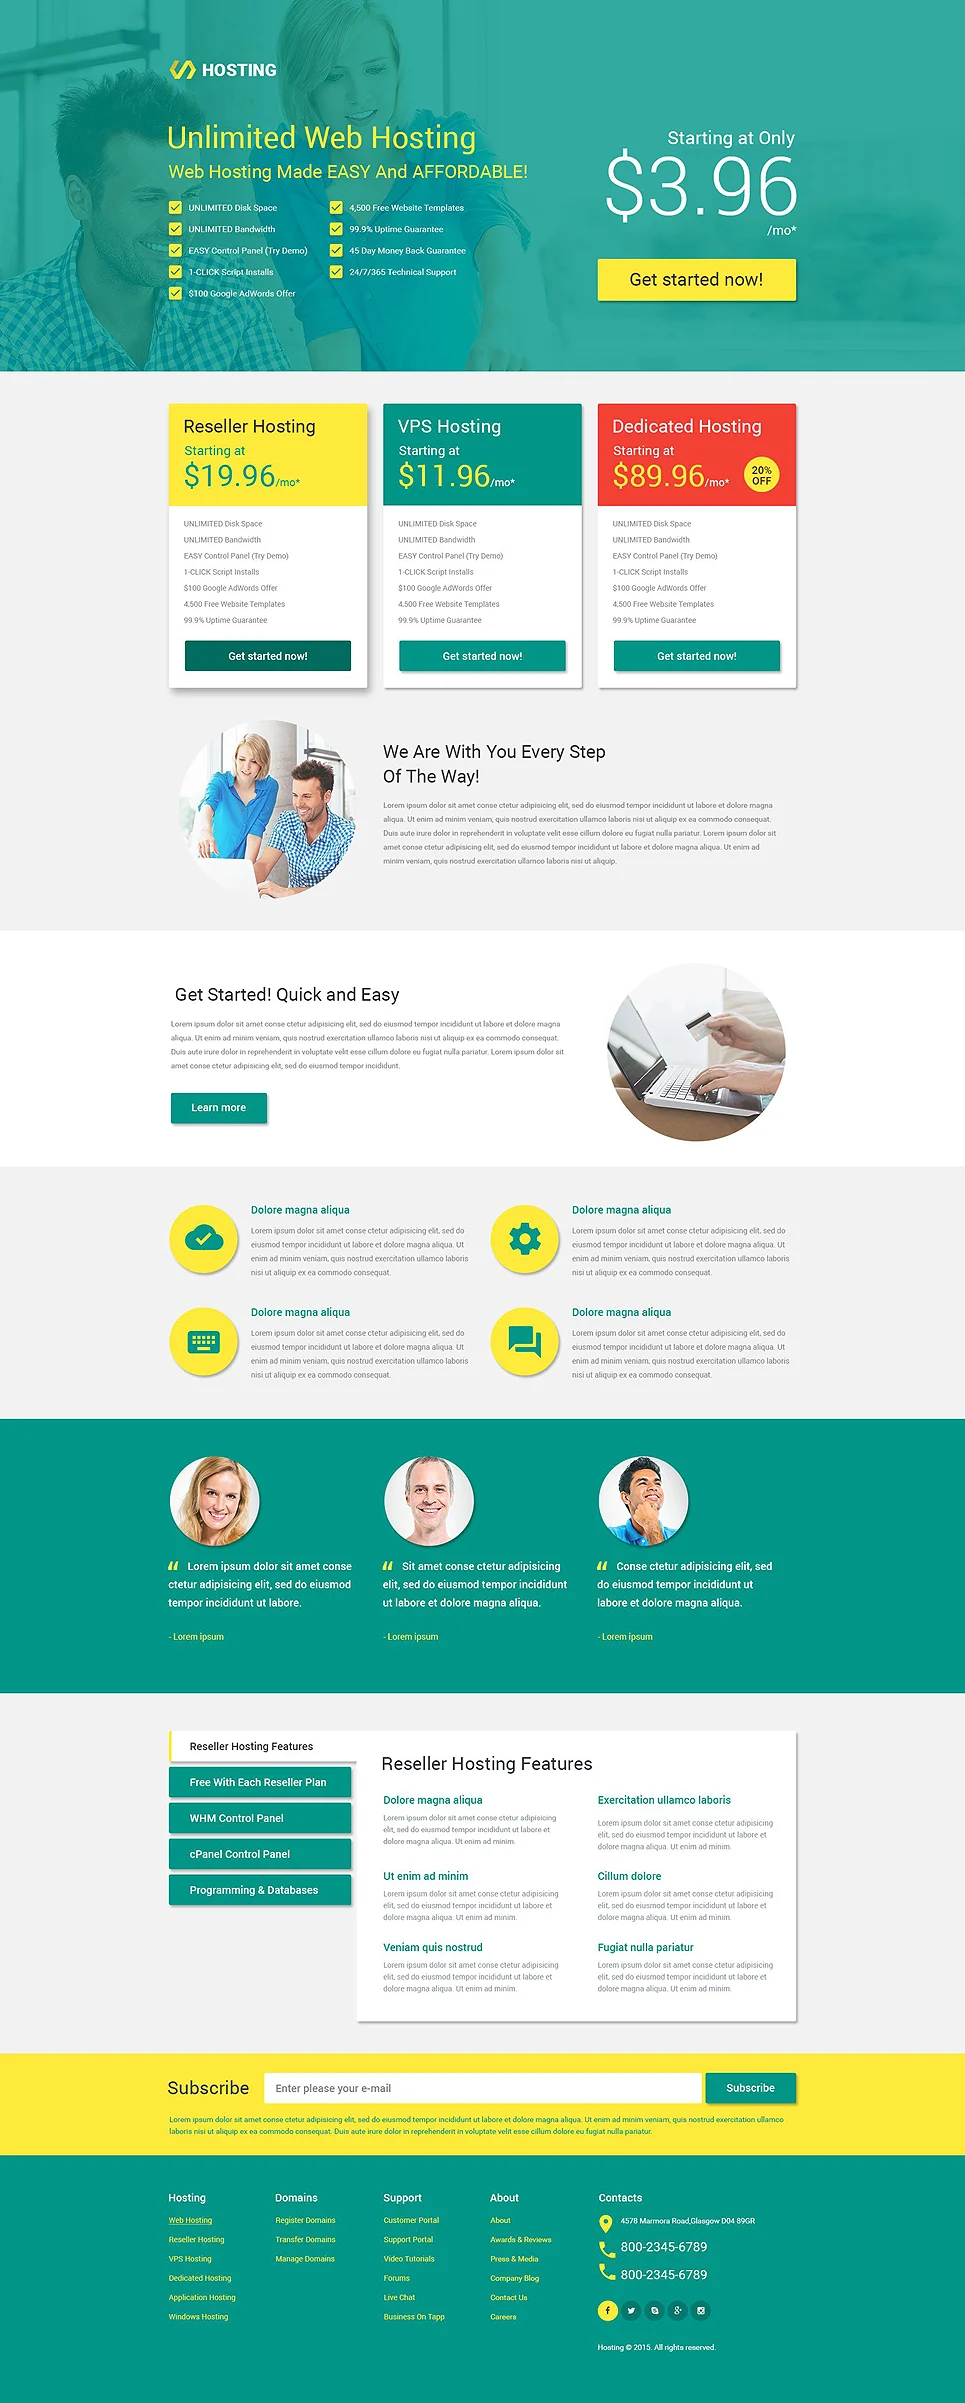 HOSTING
Unlimited Web Hosting
Web Hosting Made EASY And AFFORDABLE!
UNLIMITED Disk Space
UNLIMITED Bandwidth
EASY Control Panel (Try Demo)
1-CLICK Script Installs
$100 Google AdWords Offer
4,500 Free Website Templates
99.9% Uptime Guarantee
45 Day Money Back Guarantee
24/7/365 Technical Support
Starting at Only
$3.96
/mo*
Get started now!
Reseller Hosting
Starting at
$19.96/mo*
UNLIMITED Disk Space
UNLIMITED Bandwidth
EASY Control Panel (Try Demo)
1-CLICK Script Installs
$100 Google AdWords Offer
4,500 Free Website Templates
99.9% Uptime Guarantee
Get started now!
VPS Hosting
Starting at
$11.96/mo*
UNLIMITED Disk Space
UNLIMITED Bandwidth
EASY Control Panel (Try Demo)
1-CLICK Script Installs
$100 Google AdWords Offer
4,500 Free Website Templates
99.9% Uptime Guarantee
Get started now!
Dedicated Hosting
Starting at
$89.96/mo*
20%
OFF
UNLIMITED Disk Space
UNLIMITED Bandwidth
EASY Control Panel (Try Demo)
1-CLICK Script Installs
$100 Google AdWords Offer
4,500 Free Website Templates
99.9% Uptime Guarantee
Get started now!
We Are With You Every Step
Of The Way!
Lorem ipsum dolor sit amet conse ctetur adipisicing elit, sed do eiusmod tempor incididunt ut labore et dolore magna
aliqua. Ut enim ad minim veniam, quis nostrud exercitation ullamco laboris nisi ut aliquip ex ea commodo consequat.
Duis aute irure dolor in reprehenderit in voluptate velit esse cillum dolore eu fugiat nulla pariatur. Lorem ipsum dolor sit
amet conse ctetur adipisicing elit, sed do eiusmod tempor incididunt ut labore et dolore magna aliqua. Ut enim ad
minim veniam, quis nostrud exercitation ullamco laboris nisi ut aliquip.
Get Started! Quick and Easy
Lorem ipsum dolor sit amet conse ctetur adipisicing elit, sed do eiusmod tempor incididunt ut labore et dolore magna
aliqua. Ut enim ad minim veniam, quis nostrud exercitation ullamco laboris nisi ut aliquip ex ea commodo consequat.
Duis aute irure dolor in reprehenderit in voluptate velit esse cillum dolore eu fugiat nulla pariatur. Lorem ipsum dolor sit
amet conse ctetur adipisicing elit, sed do eiusmod tempor incididunt.
Learn more
Dolore magna aliqua
Lorem ipsum dolor sit amet conse ctetur adipisicing elit, sed do
eiusmod tempor incididunt ut labore et dolore magna aliqua. Ut
enim ad minim veniam, quis nostrud exercitation ullamco laboris
nisi ut aliquip ex ea commodo consequat.
Dolore magna aliqua
Lorem ipsum dolor sit amet conse ctetur adipisicing elit, sed do
eiusmod tempor incididunt ut labore et dolore magna aliqua. Ut
enim ad minim veniam, quis nostrud exercitation ullamco laboris
nisi ut aliquip ex ea commodo consequat.
Dolore magna aliqua
Lorem ipsum dolor sit amet conse ctetur adipisicing elit, sed do
eiusmod tempor incididunt ut labore et dolore magna aliqua. Ut
enim ad minim veniam, quis nostrud exercitation ullamco laboris
nisi ut aliquip ex ea commodo consequat.
Dolore magna aliqua
Lorem ipsum dolor sit amet conse ctetur adipisicing elit, sed do
eiusmod tempor incididunt ut labore et dolore magna aliqua. Ut
enim ad minim veniam, quis nostrud exercitation ullamco laboris
nisi ut aliquip ex ea commodo consequat.
“ Lorem ipsum dolor sit amet conse
ctetur adipisicing elit, sed do eiusmod
tempor incididunt ut labore.
- Lorem ipsum
“ Sit amet conse ctetur adipisicing
elit, sed do eiusmod tempor incididunt
ut labore et dolore magna aliqua.
- Lorem ipsum
“ Conse ctetur adipisicing elit, sed
do eiusmod tempor incididunt ut
labore et dolore magna aliqua.
- Lorem ipsum
Reseller Hosting Features
Free With Each Reseller Plan
WHM Control Panel
cPanel Control Panel
Programming & Databases
Reseller Hosting Features
Dolore magna aliqua
Lorem ipsum dolor sit amet conse ctetur adipisicing
elit, sed do eiusmod tempor incididunt ut labore et
dolore magna aliqua. Ut enim ad minim.
Exercitation ullamco laboris
Lorem ipsum dolor sit amet conse ctetur adipisicing
elit, sed do eiusmod tempor incididunt ut labore et
dolore magna aliqua. Ut enim ad minim.
Ut enim ad minim
Lorem ipsum dolor sit amet conse ctetur adipisicing
elit, sed do eiusmod tempor incididunt ut labore et
dolore magna aliqua. Ut enim ad minim.
Cillum dolore
Lorem ipsum dolor sit amet conse ctetur adipisicing
elit, sed do eiusmod tempor incididunt ut labore et
dolore magna aliqua. Ut enim ad minim.
Veniam quis nostrud
Lorem ipsum dolor sit amet conse ctetur adipisicing
elit, sed do eiusmod tempor incididunt ut labore et
dolore magna aliqua. Ut enim ad minim.
Fugiat nulla pariatur
Lorem ipsum dolor sit amet conse ctetur adipisicing
elit, sed do eiusmod tempor incididunt ut labore et
dolore magna aliqua. Ut enim ad minim.
Subscribe
Enter please your e-mail
Subscribe
Lorem ipsum dolor sit amet conse ctetur adipisicing elit, sed do eiusmod tempor incididunt ut labore et dolore magna aliqua. Ut enim ad minim veniam, quis nostrud exercitation ullamco
laboris nisi ut aliquip ex ea commodo consequat. Duis aute irure dolor in reprehenderit in voluptate velit esse cillum dolore eu fugiat nulla pariatur.
Hosting
Web Hosting
Reseller Hosting
VPS Hosting
Dedicated Hosting
Application Hosting
Windows Hosting
Domains
Register Domains
Transfer Domains
Manage Domains
Support
Customer Portal
Support Portal
Video Tutorials
Forums
Live Chat
Business On Tapp
About
About
Awards & Reviews
Press & Media
Company Blog
Contact Us
Careers
Contacts
4578 Marmora Road,Glasgow D04 89GR
800-2345-6789
800-2345-6789
Hosting © 2015. All rights reserved.